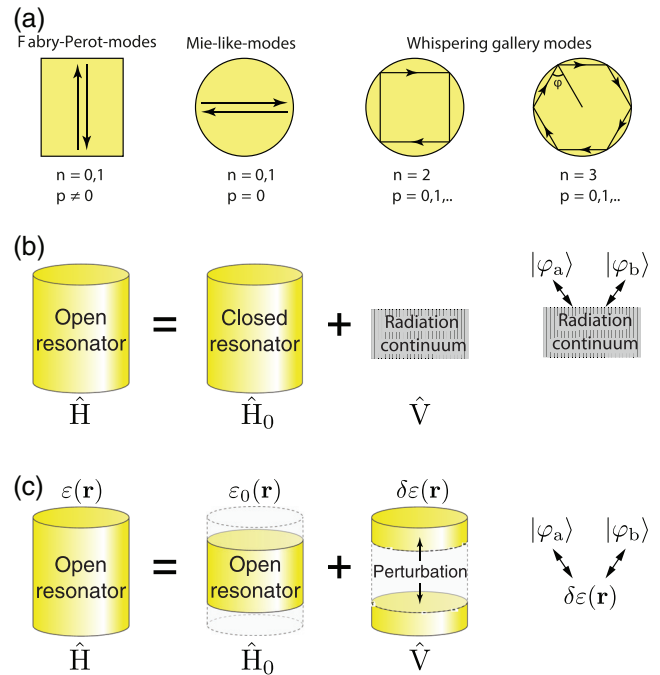 (a)
Fabry-Perot-modes Mie-like-modes Whispering gallery modes
φ
n = 0,1 n = 0,1 n = 2 n = 3
p ≠ 0 p = 0 p = 0,1,.. p = 0,1,..
(b)
|φa⟩ |φb⟩
Open resonator = Closed resonator + Radiation continuum Radiation continuum
Ĥ Ĥ0 V̂
(c)
ε(r) ε0(r) δε(r)
|φa⟩ |φb⟩
Open resonator = Open resonator + Perturbation δε(r)
Ĥ Ĥ0 V̂